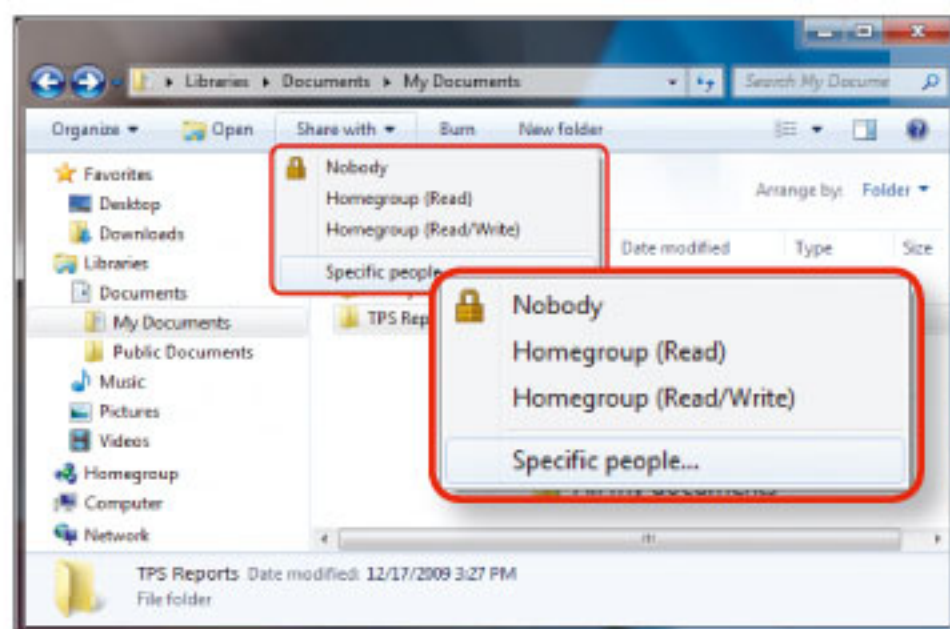 Libraries Documents My Documents
Search My Docume
Organize Open Share with Burn New folder
Nobody
Homegroup (Read)
Homegroup (Read/Write)
Specific people
Arrange by: Folder
Date modified Type Size
Favorites
Desktop
Downloads
Libraries
Documents
My Documents
Public Documents
Music
Pictures
Videos
Homegroup
Computer
Network
TPS Rep
Nobody
Homegroup (Read)
Homegroup (Read/Write)
Specific people...
TPS Reports Date modified: 12/17/2009 3:27 PM
File folder